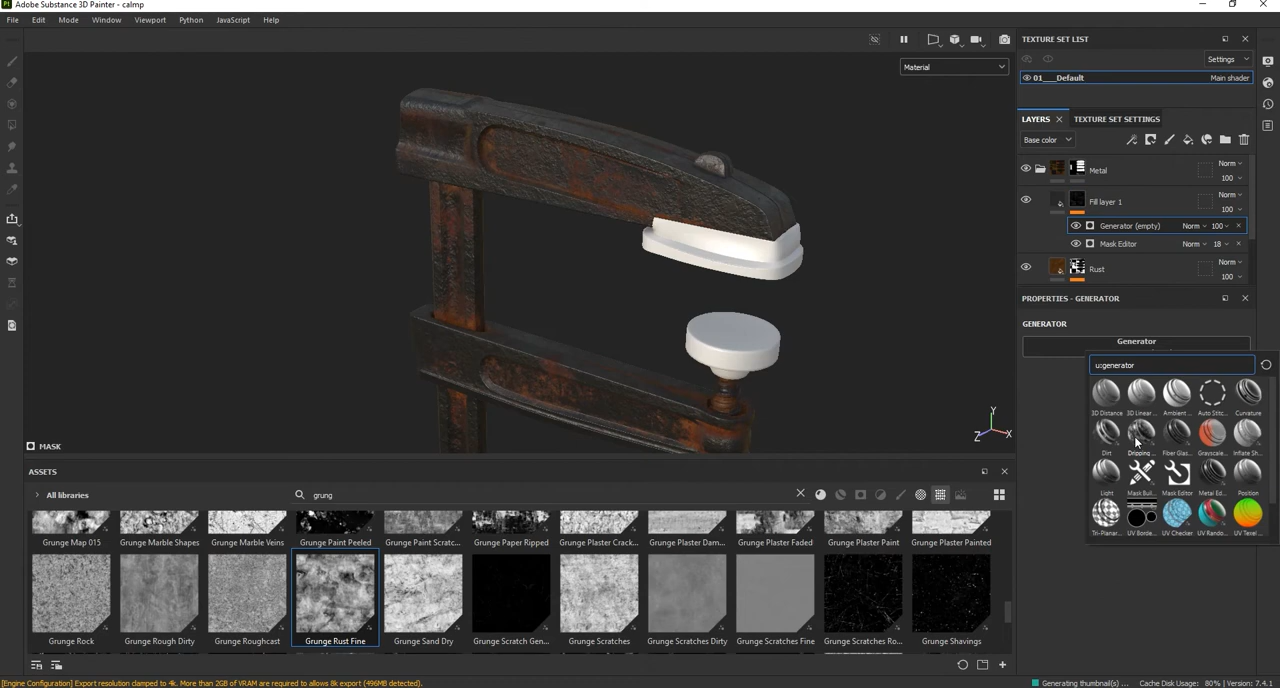 Adobe Substance 3D Painter - calmp
File Edit Mode Window Viewport Python JavaScript Help
Material
TEXTURE SET LIST
Settings
01___Default Main shader
LAYERS TEXTURE SET SETTINGS
Base color
Metal Norm 100
Fill layer 1 Norm 100
Generator (empty) Norm 100
Mask Editor Norm 18
Rust Norm 100
PROPERTIES - GENERATOR
GENERATOR
Generator
u:generator
3D Distance 3D Linear ... Ambient ... Auto Stitc... Curvature
Dirt Dripping ... Fiber Glas... Grayscale... Inflate Sh...
Light Mask Buil... Mask Editor Metal Ed... Position
Tri-Planar... UV Borde... UV Checker UV Rando... UV Texel ...
Y
Z X
MASK
ASSETS
All libraries grung
Grunge Map 015 Grunge Marble Shapes Grunge Marble Veins Grunge Paint Peeled Grunge Paint Scratc... Grunge Paper Ripped Grunge Plaster Crack... Grunge Plaster Dam... Grunge Plaster Faded Grunge Plaster Paint Grunge Plaster Painted
Grunge Rock Grunge Rough Dirty Grunge Roughcast Grunge Rust Fine Grunge Sand Dry Grunge Scratch Gen... Grunge Scratches Grunge Scratches Dirty Grunge Scratches Fine Grunge Scratches Ro... Grunge Shavings
[Engine Configuration] Export resolution clamped to 4k. More than 2GB of VRAM are required to allows 8k export (496MB detected).
Generating thumbnail(s) ... Cache Disk Usage: 80% | Version: 7.4.1